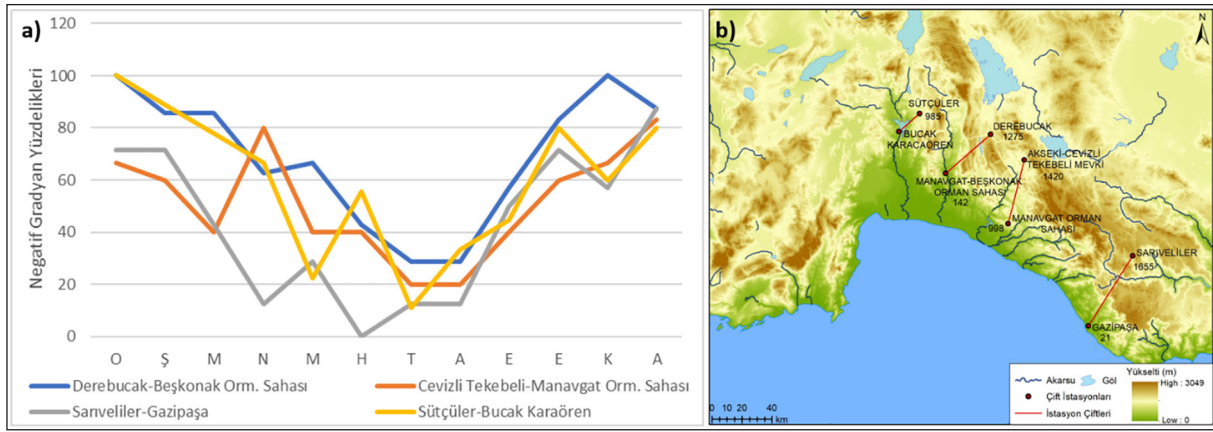 a)
Negatif Gradyan Yüzdelikleri
120
100
80
60
40
20
0
O Ş M N M H T A E E K A
Derebucak-Beşkonak Orm. Sahası
Cevizli Tekebeli-Manavgat Orm. Sahası
Sarıveliler-Gazipaşa
Sütçüler-Bucak Karaören
b)
N
SÜTÇÜLER
985
BUCAK
KARACAÖREN
DEREBUCAK
1275
AKSEKİ-CEVİZLİ
TEKEBELİ MEVKİ
1420
MANAVGAT-BEŞKONAK
ORMAN SAHASI
142
998
MANAVGAT ORMAN
SAHASI
SARIVELİLER
1655
GAZİPAŞA
21
0 10 20 30 40
km
Akarsu
Göl
Çift İstasyonları
İstasyon Çiftleri
Yükselti (m)
High : 3049
Low : 0